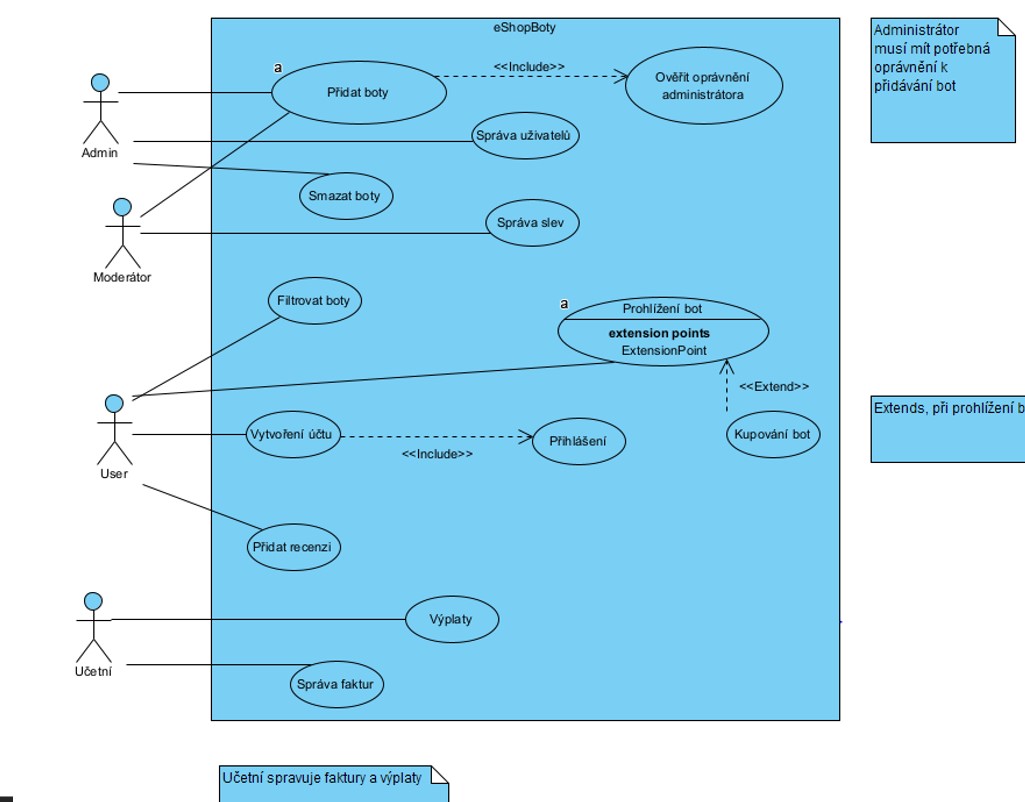 eShopBoty
Administrátor
musí mít potřebná
oprávnění k
přidávání bot
a
<<Include>>
Přidat boty
Ověřit oprávnění
administrátora
Admin
Správa uživatelů
Smazat boty
Správa slev
Moderátor
Filtrovat boty
a
Prohlížení bot
extension points
ExtensionPoint
<<Extend>>
Extends, při prohlížení b
User
Vytvoření účtu
<<Include>>
Přihlášení
Kupování bot
Přidat recenzi
Výplaty
Učetní
Správa faktur
Učetní spravuje faktury a výplaty